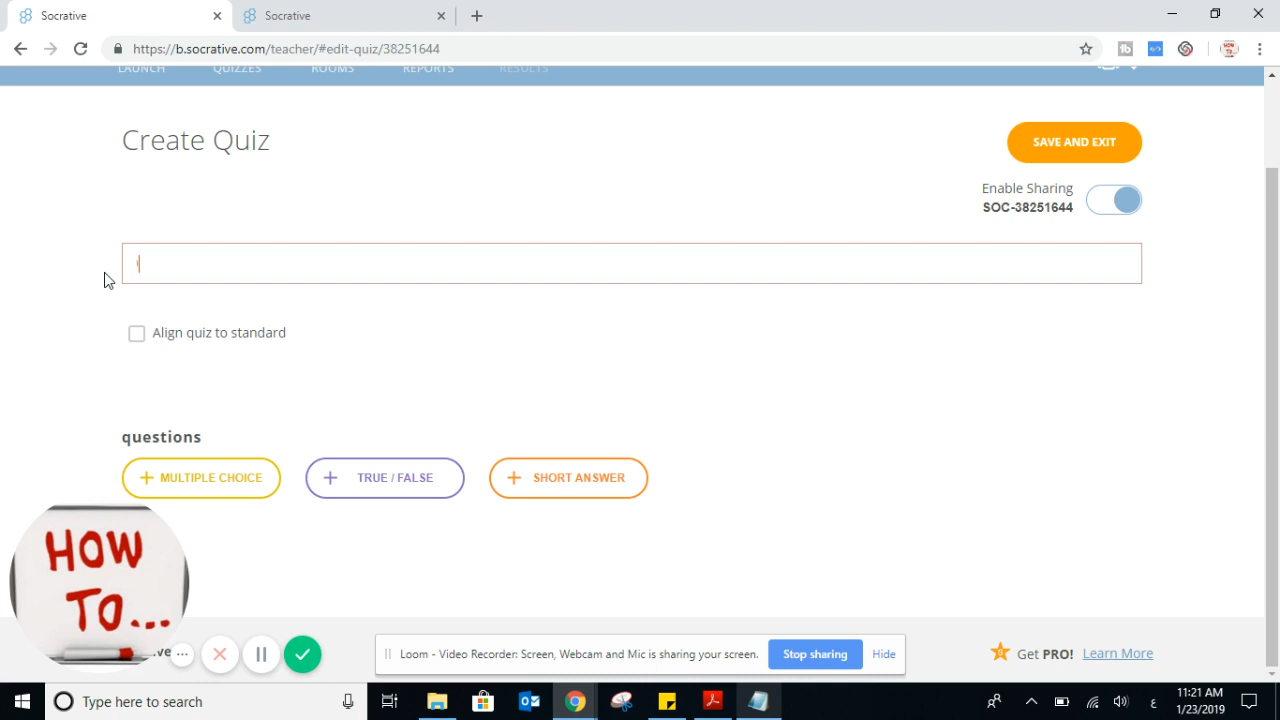 Socrative
Socrative
https://b.socrative.com/teacher/#edit-quiz/38251644
LAUNCH QUIZZES ROOMS REPORTS RESULTS
Create Quiz
SAVE AND EXIT
Enable Sharing
SOC-38251644
Align quiz to standard
questions
+ MULTIPLE CHOICE
+ TRUE / FALSE
+ SHORT ANSWER
HOW
TO...
Loom - Video Recorder: Screen, Webcam and Mic is sharing your screen.
Stop sharing
Hide
Get PRO! Learn More
Type here to search
ع
11:21 AM
1/23/2019